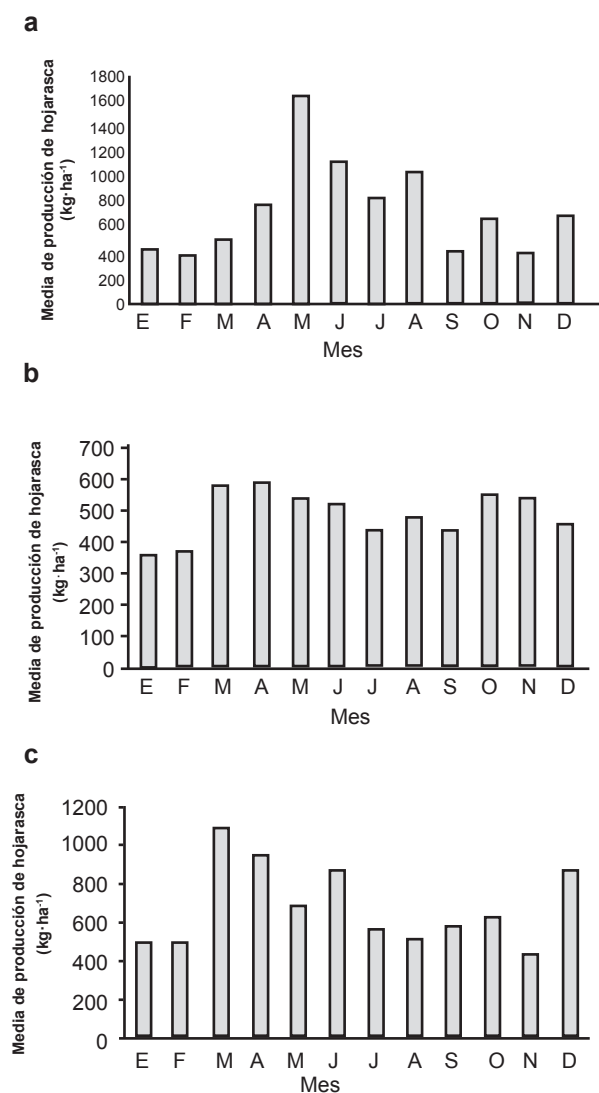 a
Media de producción de hojarasca
(kg·ha-1)
1800
1600
1400
1200
1000
800
600
400
200
0
E F M A M J J A S O N D
Mes
b
Media de producción de hojarasca
(kg·ha-1)
700
600
500
400
300
200
100
0
E F M A M J J A S O N D
Mes
c
Media de producción de hojarasca
(kg·ha-1)
1200
1000
800
600
400
200
0
E F M A M J J A S O N D
Mes